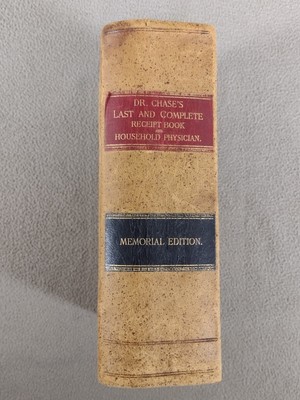 DR. CHASE'S
LAST AND COMPLETE
RECEIPT-BOOK
AND
HOUSEHOLD PHYSICIAN.
MEMORIAL EDITION.